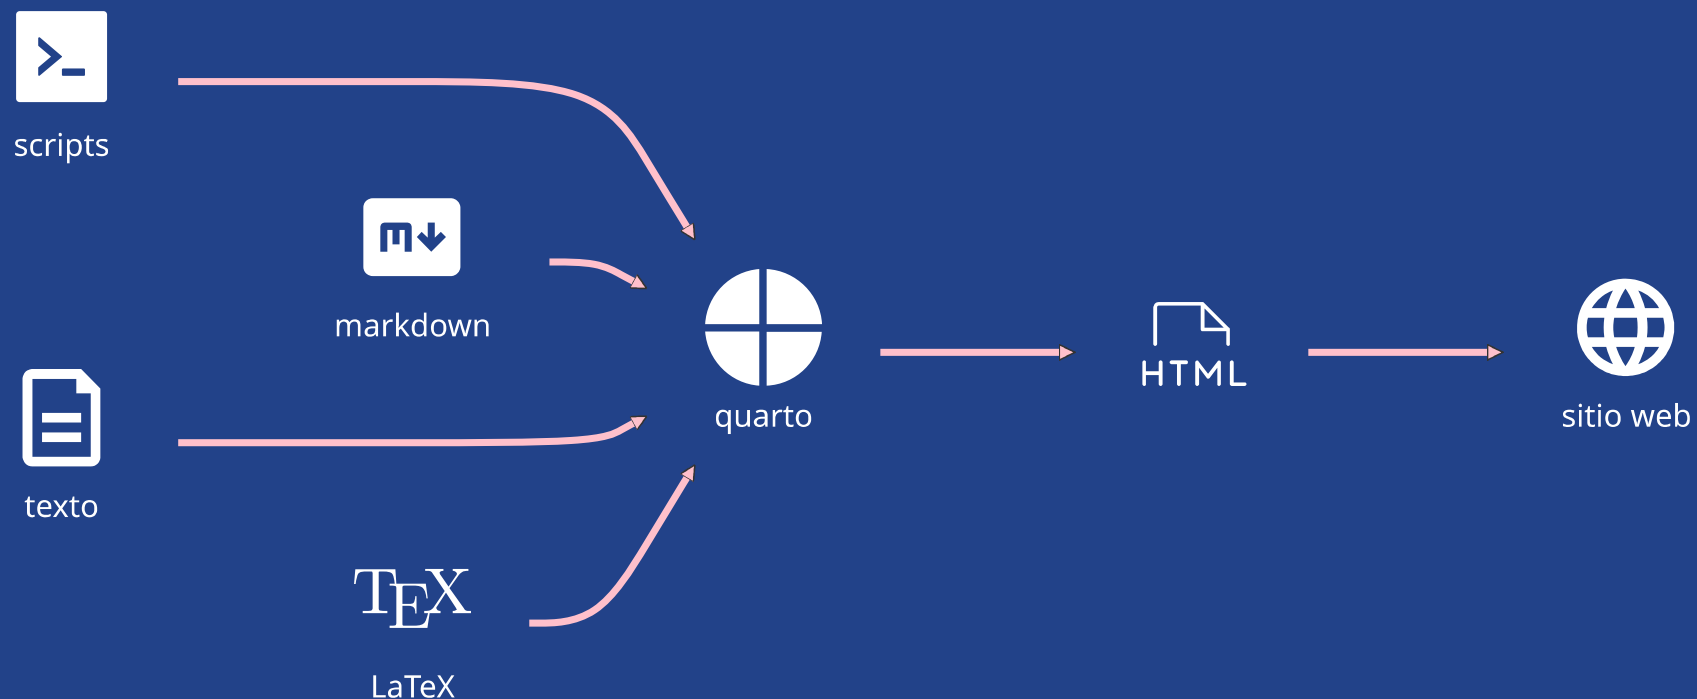 scripts
markdown
texto
TEX
LaTeX
quarto
HTML
sitio web